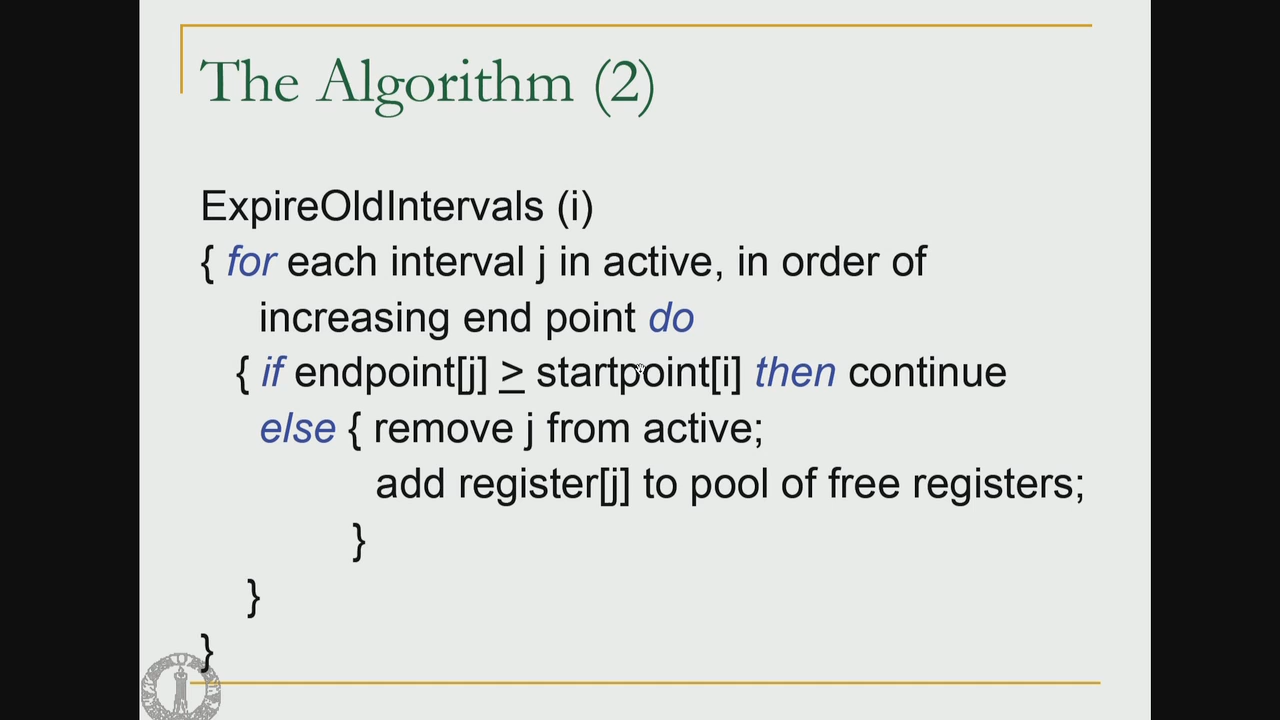 The Algorithm (2)
ExpireOldIntervals (i)
{ for each interval j in active, in order of
increasing end point do
{ if endpoint[j] ≥ startpoint[i] then continue
else { remove j from active;
add register[j] to pool of free registers;
}
}
}